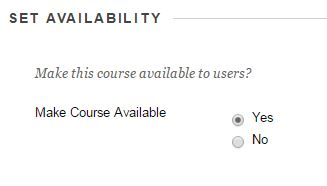 SET AVAILABILITY
Make this course available to users?
Make Course Available
Yes
No